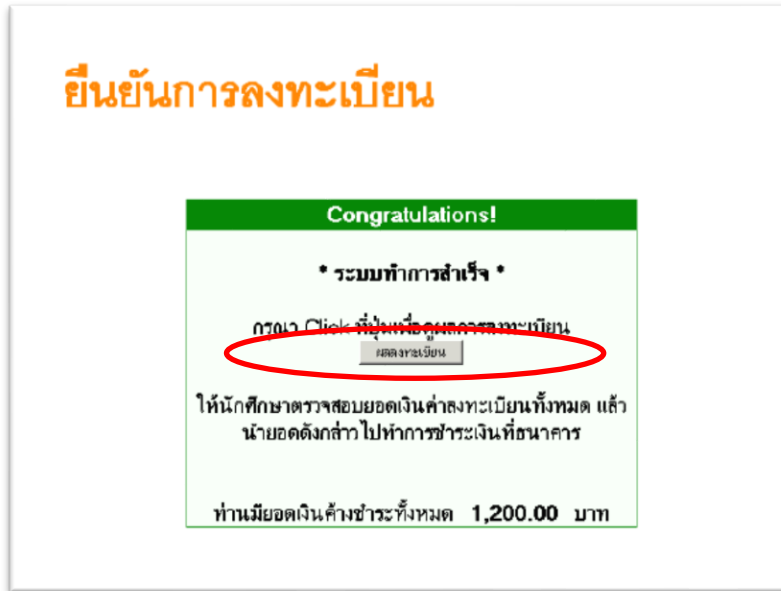 ยืนยันการลงทะเบียน
Congratulations!
* ระบบทำการสำเร็จ *
กรุณา Click ที่ปุ่มเพื่อดูผลการลงทะเบียน
ผลลงทะเบียน
ให้นักศึกษาตรวจสอบยอดเงินค่าลงทะเบียนทั้งหมด แล้ว
นำยอดดังกล่าวไปทำการชำระเงินที่ธนาคาร
ท่านมียอดเงินค้างชำระทั้งหมด 1,200.00 บาท